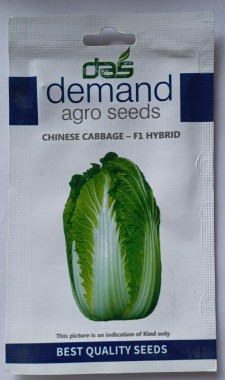 das
demand
agro seeds
CHINESE CABBAGE – F1 HYBRID
This picture is an indication of Kind only
BEST QUALITY SEEDS